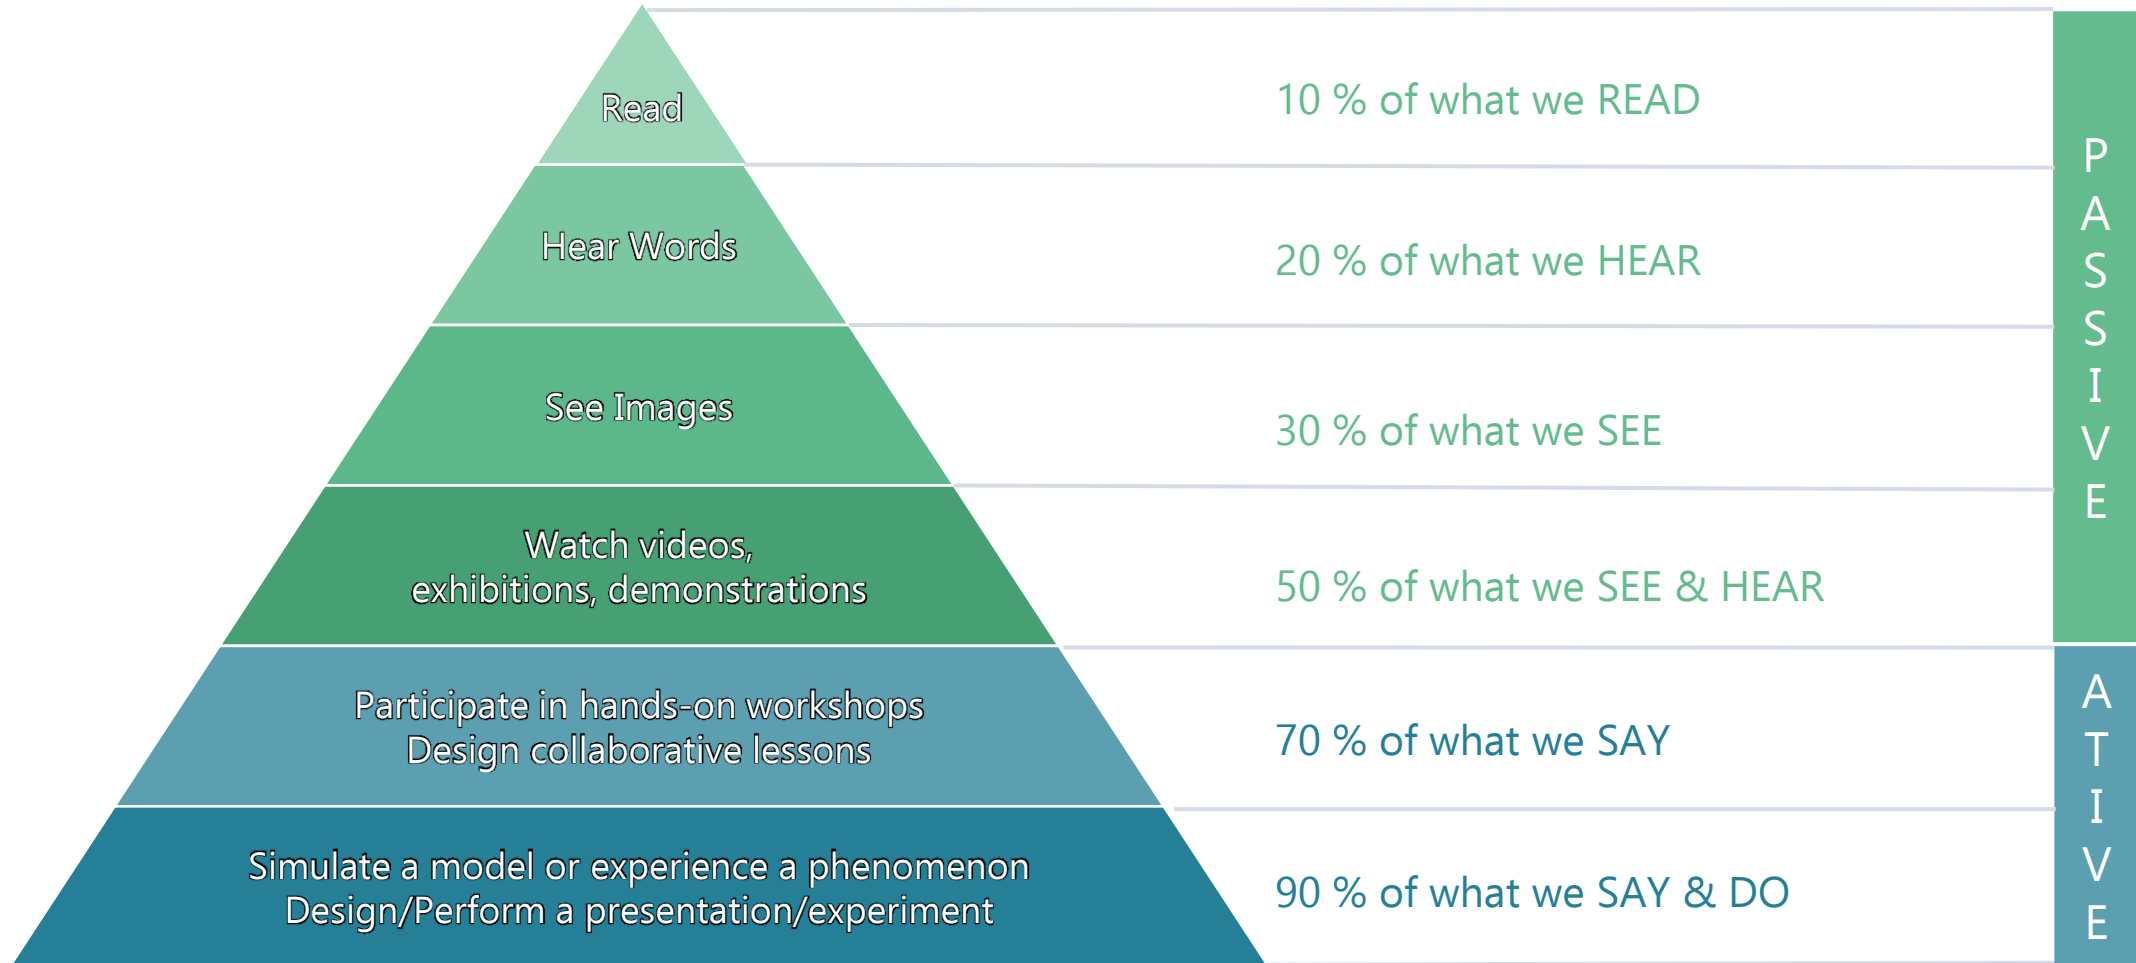 Read
10 % of what we READ
Hear Words
20 % of what we HEAR
See Images
30 % of what we SEE
Watch videos,
exhibitions, demonstrations
50 % of what we SEE & HEAR
PASSIVE
Participate in hands-on workshops
Design collaborative lessons
70 % of what we SAY
Simulate a model or experience a phenomenon
Design/Perform a presentation/experiment
90 % of what we SAY & DO
ATIVE